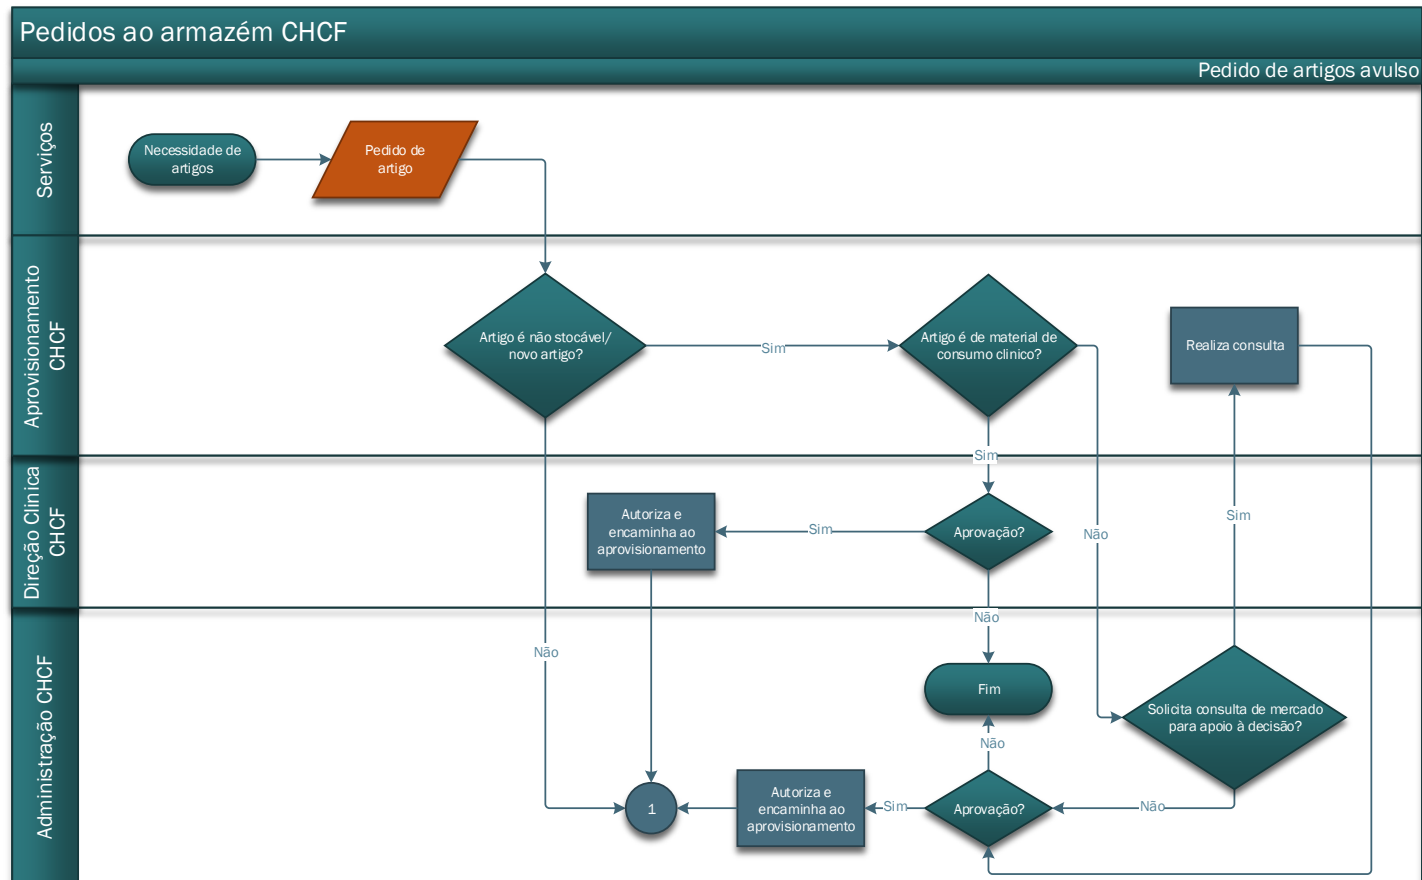 Pedidos ao armazém CHCF
Pedido de artigos avulso
Serviços
Necessidade de
artigos
Pedido de
artigo
Aprovisionamento
CHCF
Artigo é não stocável/
novo artigo?
Sim
Artigo é de material de
consumo clinico?
Realiza consulta
Sim
Direção Clinica
CHCF
Autoriza e
encaminha ao
aprovisionamento
Sim
Aprovação?
Não
Sim
Não
Administração CHCF
Não
Fim
Solicita consulta de mercado
para apoio à decisão?
Não
1
Autoriza e
encaminha ao
aprovisionamento
Sim
Aprovação?
Não